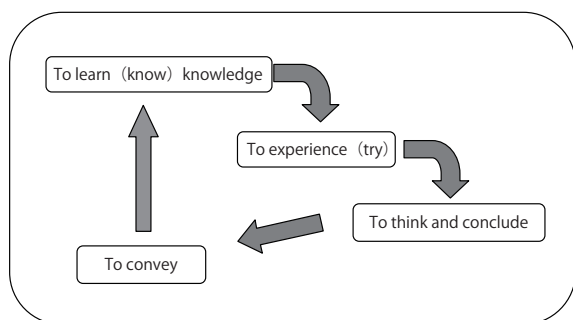 To learn（know）knowledge
To experience（try）
To think and conclude
To convey